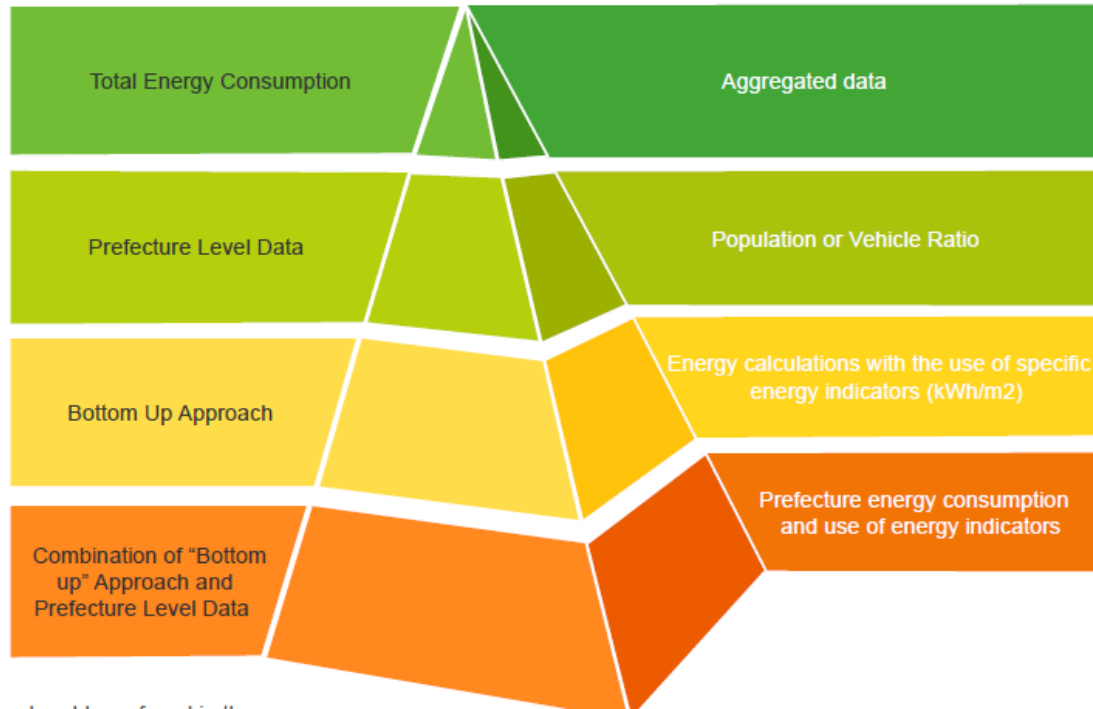 Total Energy Consumption
Aggregated data
Prefecture Level Data
Population or Vehicle Ratio
Bottom Up Approach
Energy calculations with the use of specific
energy indicators (kWh/m2)
Combination of “Bottom
up” Approach and
Prefecture Level Data
Prefecture energy consumption
and use of energy indicators